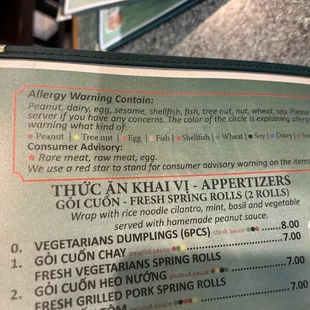 Allergy Warning Contain:
Peanut, dairy, egg, sesame, shellfish, fish, tree nut, nut, wheat, soy. Please
server if you have any concerns. The color of the circle is explaining allergy
warning what kind of:
Peanut | Tree nut | Egg | Fish | Shellfish | Wheat | Soy | Dairy | Se
Consumer Advisory:
★ Rare meat, raw meat, egg.
We use a red star to stand for consumer advisory warning on the items
THỨC ĂN KHAI VỊ - APPERTIZERS
GỎI CUỐN - FRESH SPRING ROLLS (2 ROLLS)
Wrap with rice noodle cilantro, mint, basil and vegetable
served with homemade peanut sauce.
0. VEGETARIANS DUMPLINGS (6PCS) 8.00
1. GỎI CUỐN CHAY peanut sauce 7.00
FRESH VEGETARIANS SPRING ROLLS
2. GỎI CUỐN HEO NƯỚNG peanut sauce 7.00
FRESH GRILLED PORK SPRING ROLLS
7.00